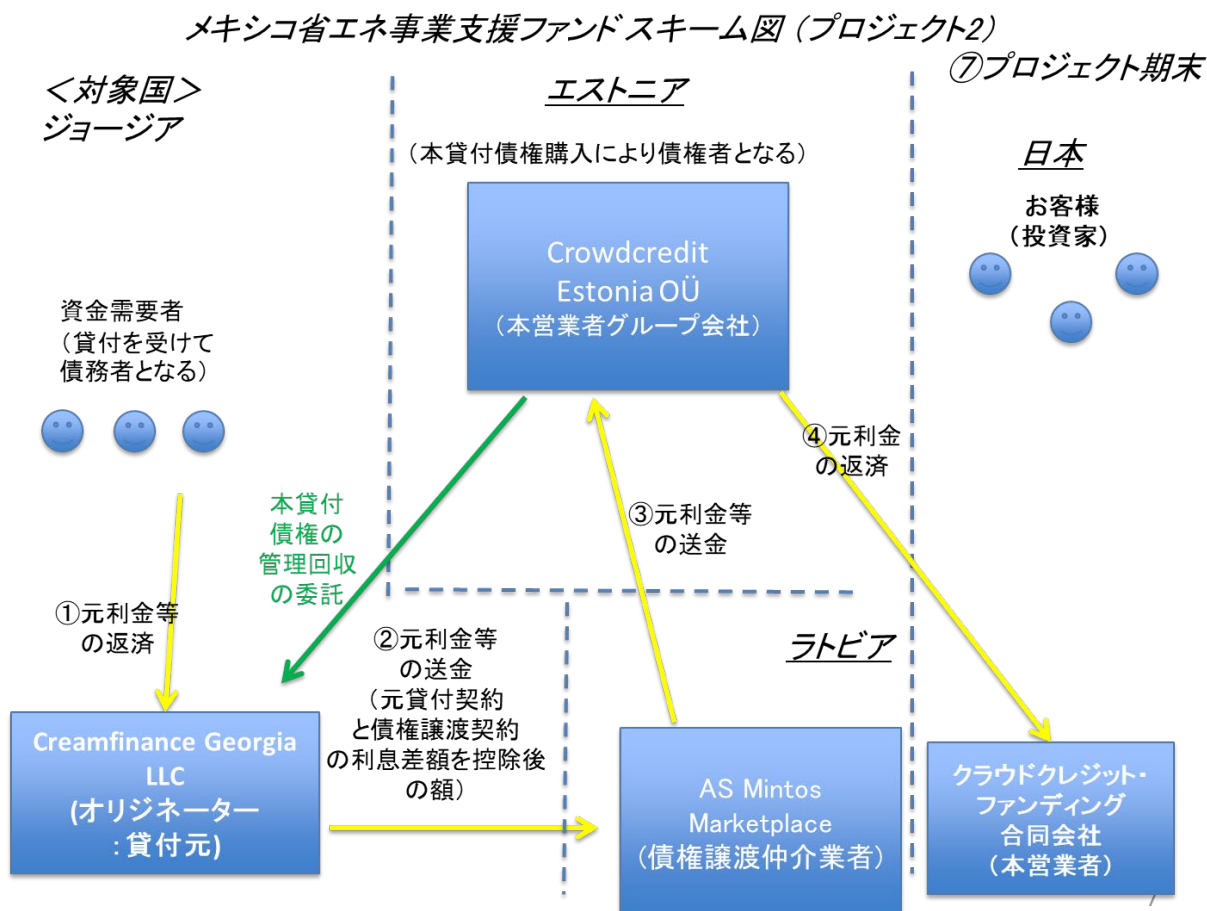 メキシコ省エネ事業支援ファンド スキーム図 （プロジェクト2）
⑦プロジェクト期末
＜対象国＞
ジョージア
エストニア
日本
（本貸付債権購入により債権者となる）
お客様
（投資家）
Crowdcredit
Estonia OÜ
（本営業者グループ会社）
資金需要者
（貸付を受けて
債務者となる）
④元利金
の返済
本貸付
債権の
管理回収
の委託
③元利金等
の送金
①元利金等
の返済
②元利金等
の送金
（元貸付契約
と債権譲渡契約
の利息差額を控除後
の額）
ラトビア
Creamfinance Georgia
LLC
(オリジネーター
：貸付元)
AS Mintos
Marketplace
（債権譲渡仲介業者）
クラウドクレジット・
ファンディング
合同会社
（本営業者）